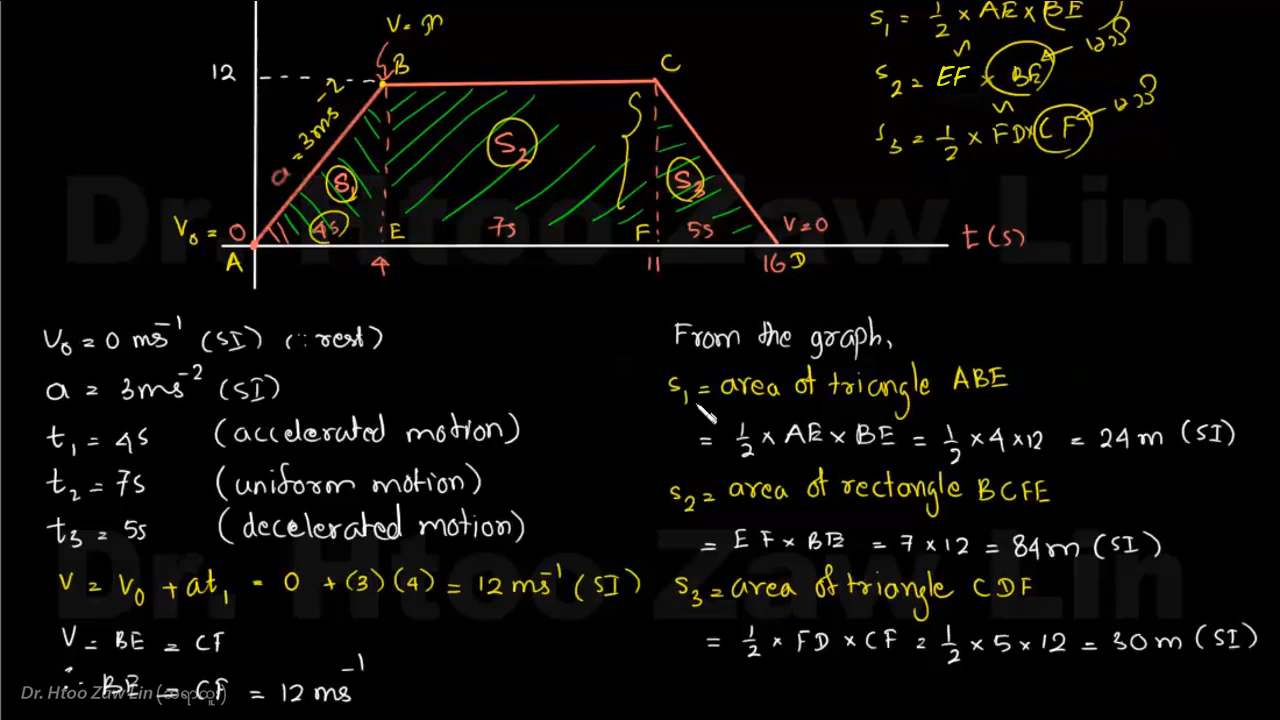 V = ?
S₁ = 1/2 × AE × BE
12
B
C
a = 3ms⁻²
S₂ = EF × BE
S₁
S₂
S₃
S₃ = 1/2 × FD × CF
V₀ = 0
4s
E
7s
F
5s
V = 0
t (s)
A
4
11
16
D
V₀ = 0 ms⁻¹ (SI) (∵ rest)
a = 3ms⁻² (SI)
t₁ = 4s (accelerated motion)
t₂ = 7s (uniform motion)
t₃ = 5s (decelerated motion)
V = V₀ + at₁ = 0 + (3)(4) = 12 ms⁻¹ (SI)
V = BE = CF
∴ BE = CF = 12 ms⁻¹
From the graph,
S₁ = area of triangle ABE
= 1/2 × AE × BE = 1/2 × 4 × 12 = 24 m (SI)
S₂ = area of rectangle BCFE
= EF × BE = 7 × 12 = 84 m (SI)
S₃ = area of triangle CDF
= 1/2 × FD × CF = 1/2 × 5 × 12 = 30 m (SI)
Dr. Htoo Zaw Lin
Dr. Htoo Zaw Lin
Dr. Htoo Zaw Lin